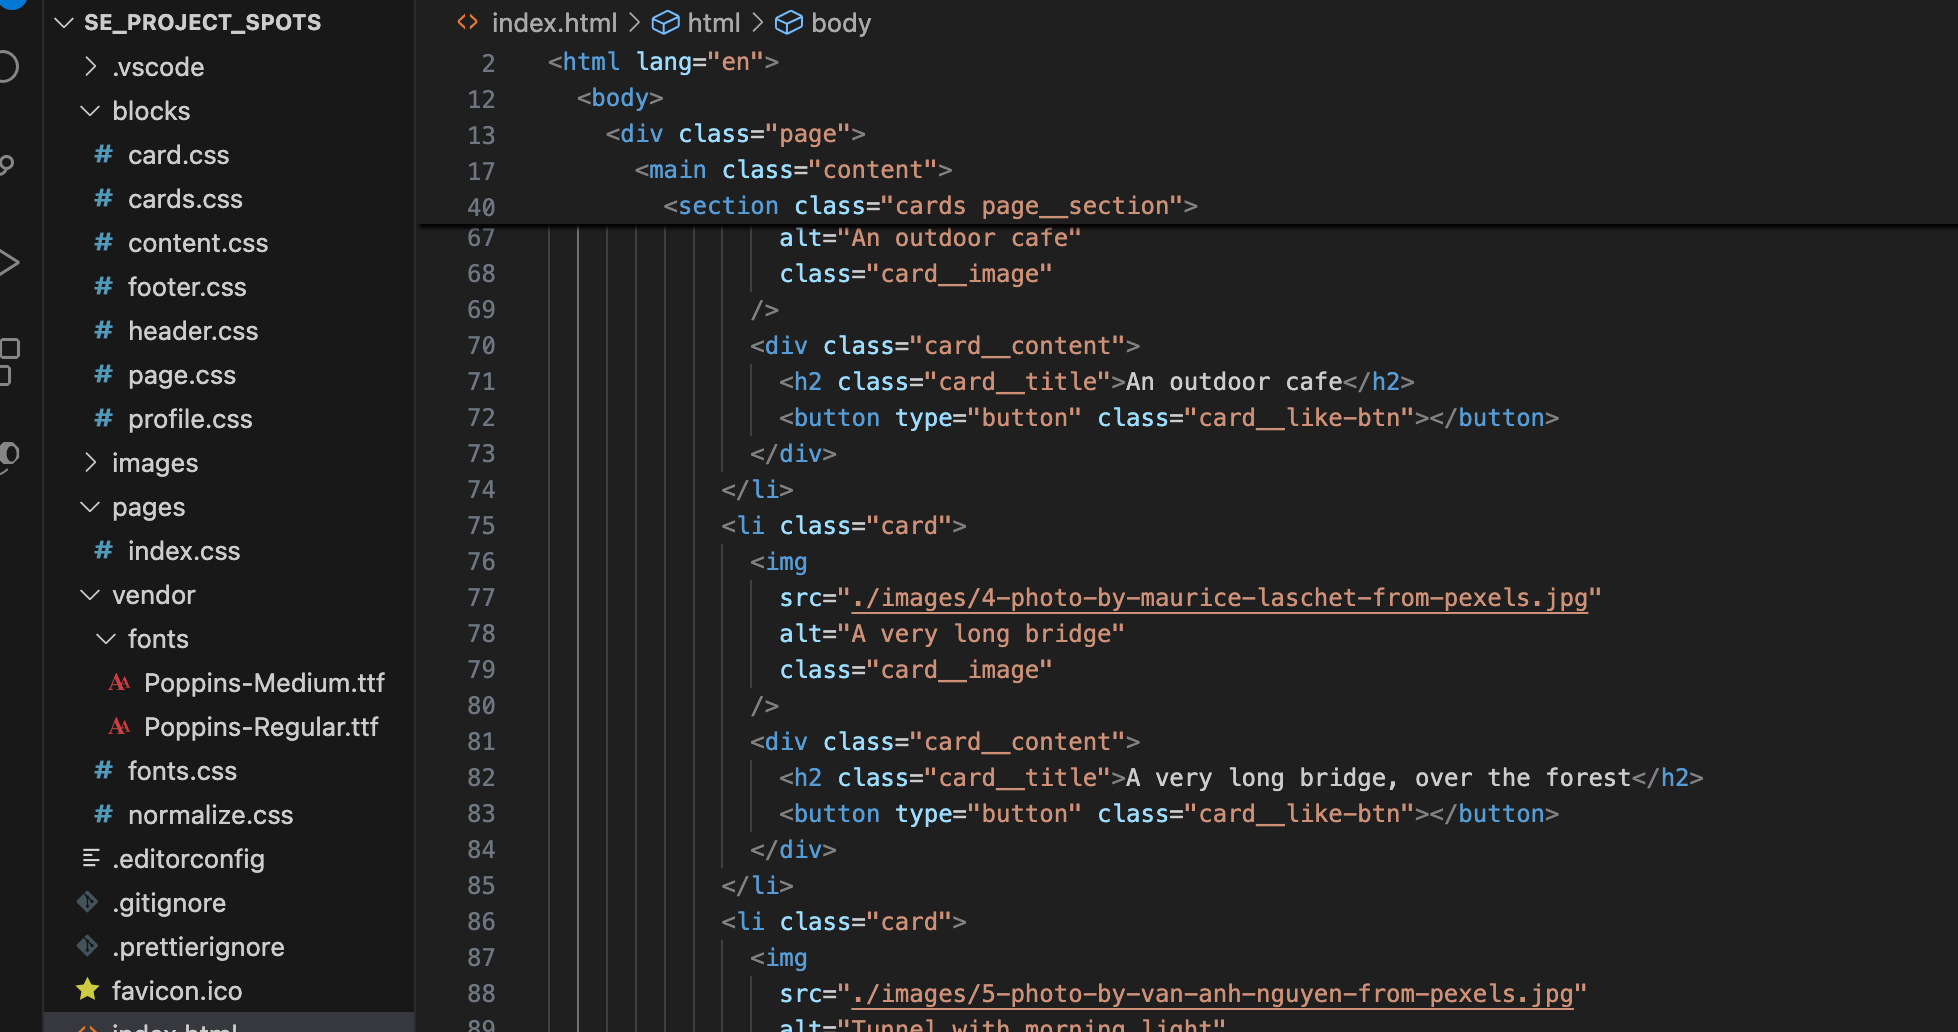 SE_PROJECT_SPOTS
.vscode
blocks
# card.css
# cards.css
# content.css
# footer.css
# header.css
# page.css
# profile.css
images
pages
# index.css
vendor
fonts
Poppins-Medium.ttf
Poppins-Regular.ttf
# fonts.css
# normalize.css
.editorconfig
.gitignore
.prettierignore
favicon.ico
index.html
index.html > html > body
2 <html lang="en">
12 <body>
13 <div class="page">
17 <main class="content">
40 <section class="cards page__section">
67 alt="An outdoor cafe"
68 class="card__image"
69 />
70 <div class="card__content">
71 <h2 class="card__title">An outdoor cafe</h2>
72 <button type="button" class="card__like-btn"></button>
73 </div>
74 </li>
75 <li class="card">
76 <img
77 src="./images/4-photo-by-maurice-laschet-from-pexels.jpg"
78 alt="A very long bridge"
79 class="card__image"
80 />
81 <div class="card__content">
82 <h2 class="card__title">A very long bridge, over the forest</h2>
83 <button type="button" class="card__like-btn"></button>
84 </div>
85 </li>
86 <li class="card">
87 <img
88 src="./images/5-photo-by-van-anh-nguyen-from-pexels.jpg"
89 alt="Tunnel with morning light"